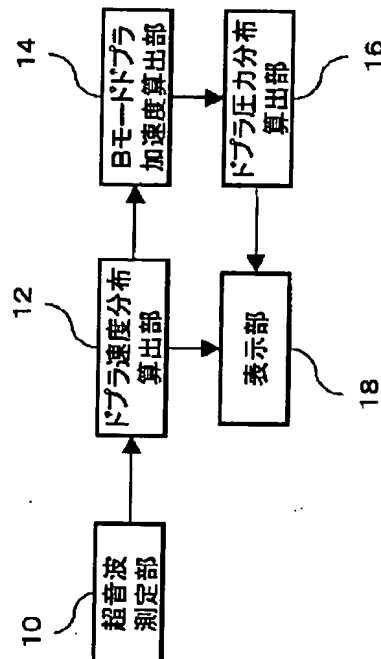 10
超音波
測定部
12
ドプラ速度分布
算出部
14
Bモードドプラ
加速度算出部
ドプラ圧力分布
算出部
16
表示部
18